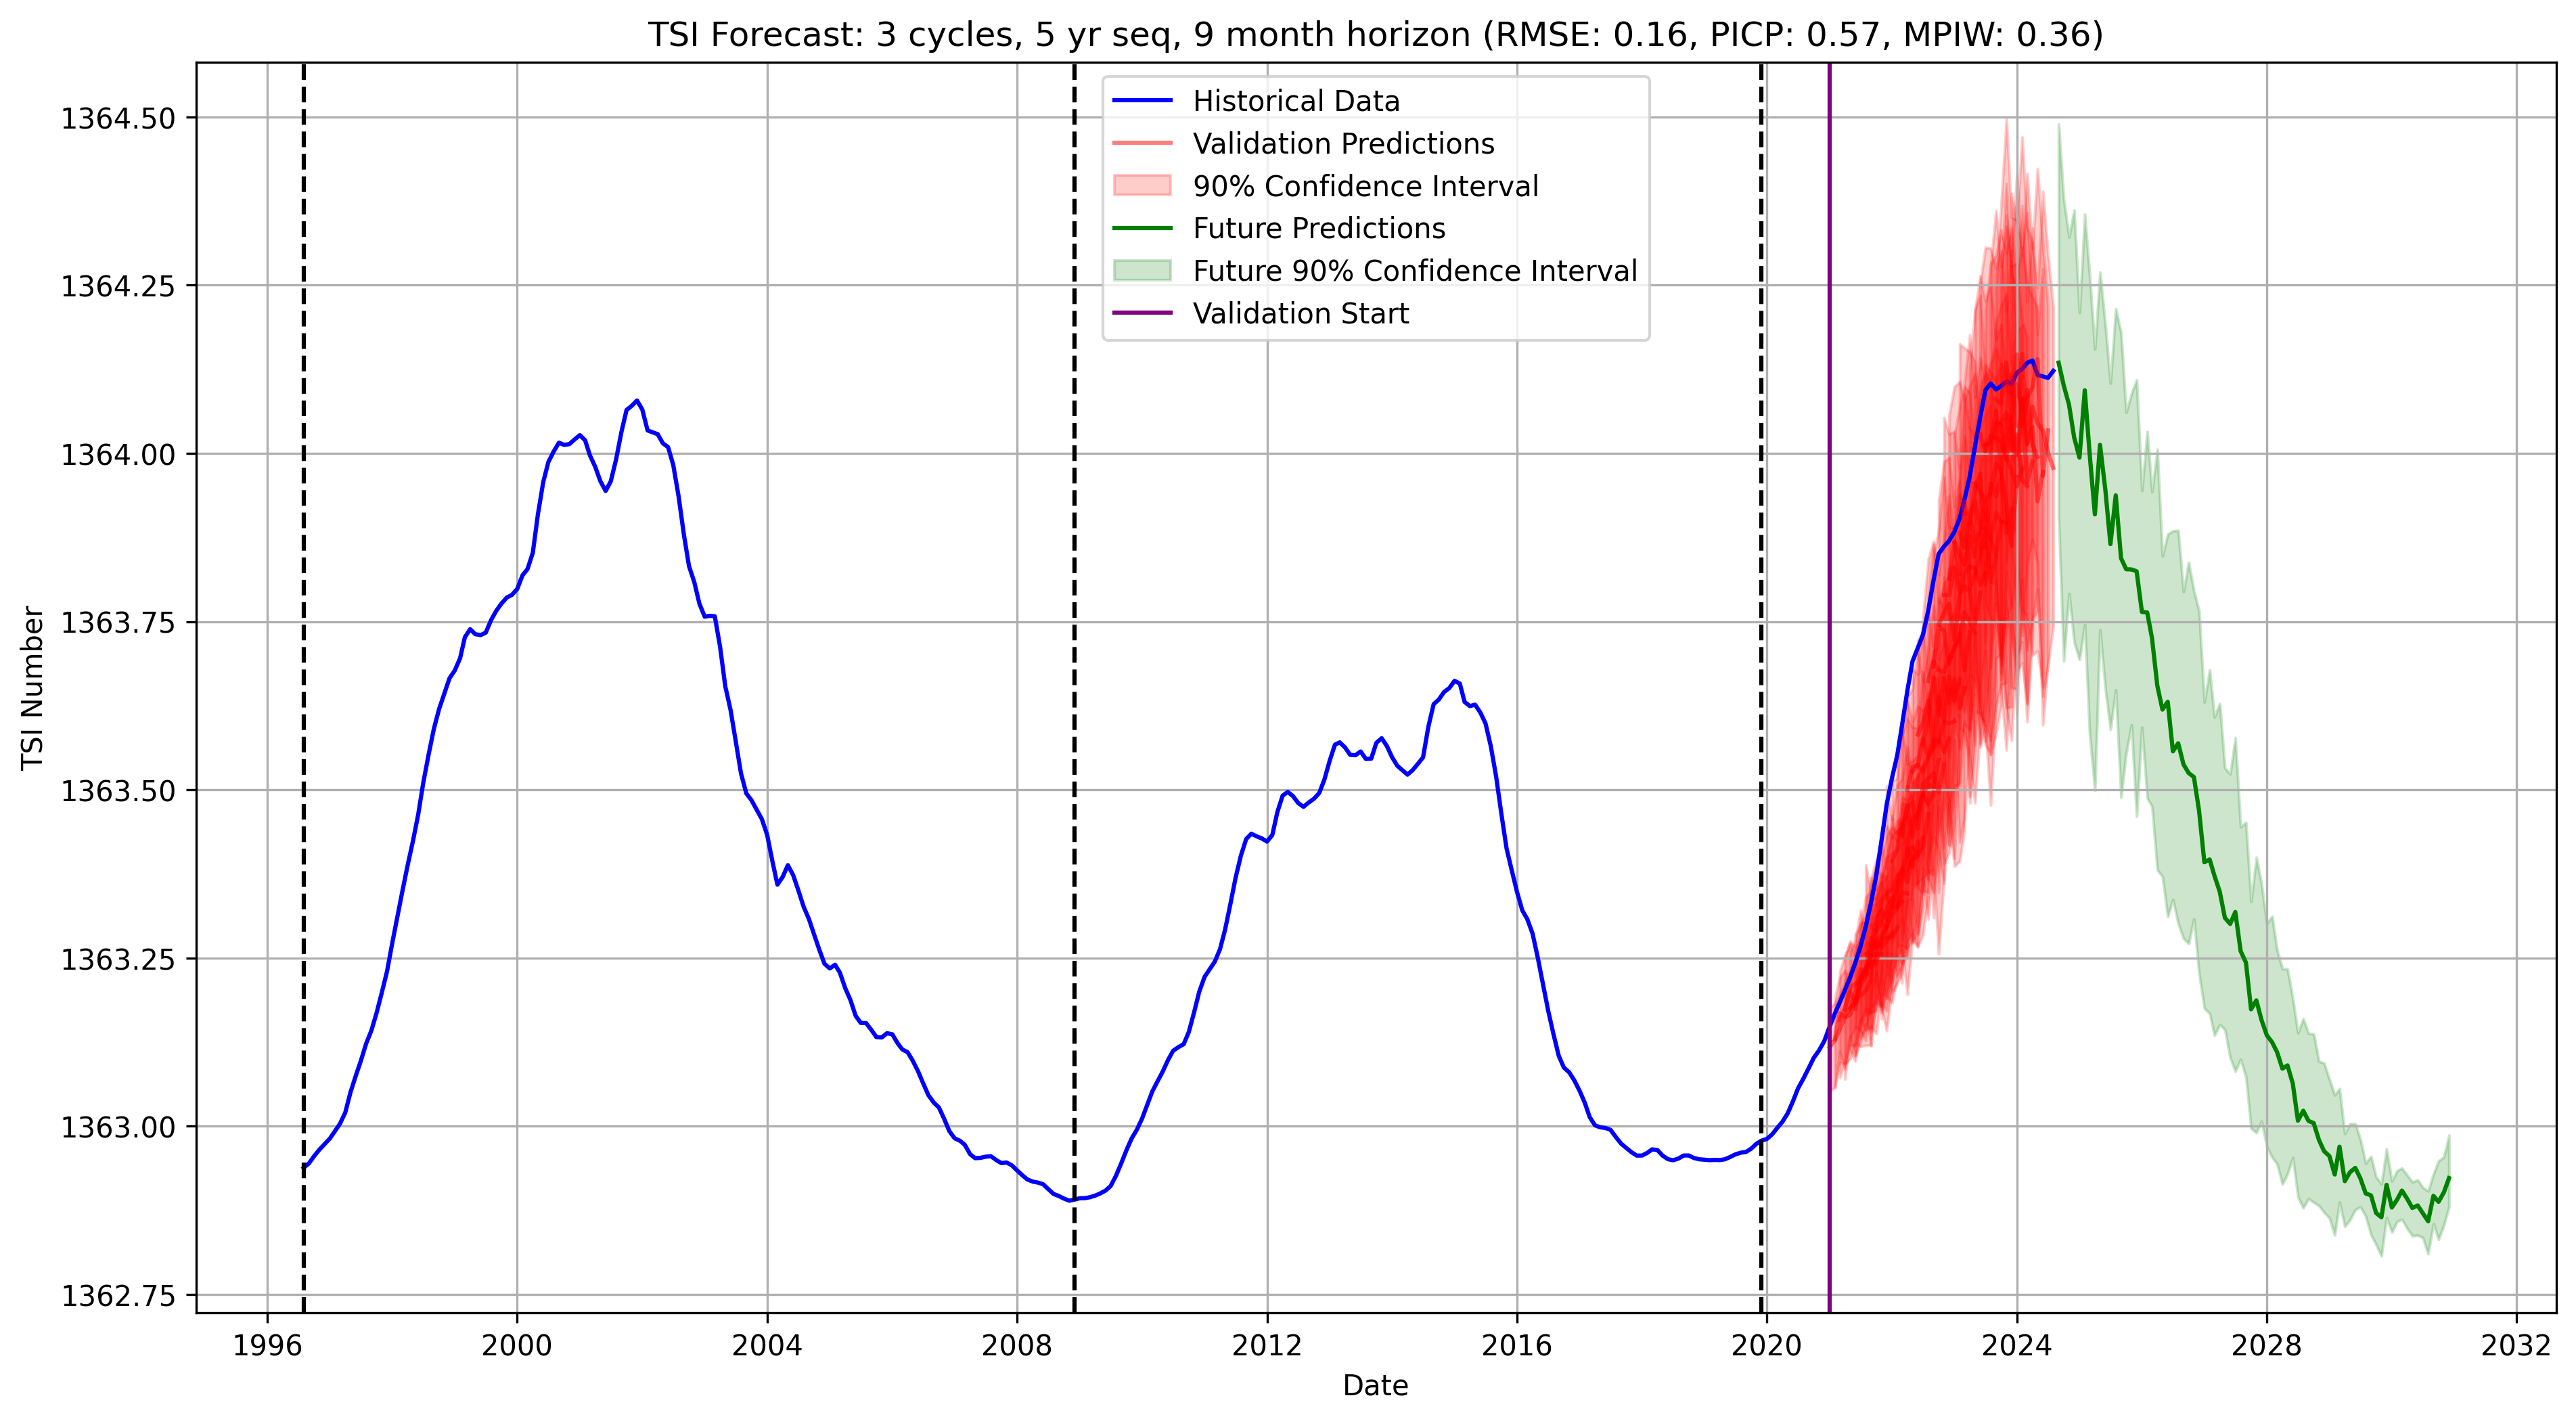 TSI Forecast: 3 cycles, 5 yr seq, 9 month horizon (RMSE: 0.16, PICP: 0.57, MPIW: 0.36)
Historical Data
Validation Predictions
90% Confidence Interval
Future Predictions
Future 90% Confidence Interval
Validation Start
TSI Number
1364.50
1364.25
1364.00
1363.75
1363.50
1363.25
1363.00
1362.75
1996 2000 2004 2008 2012 2016 2020 2024 2028 2032
Date